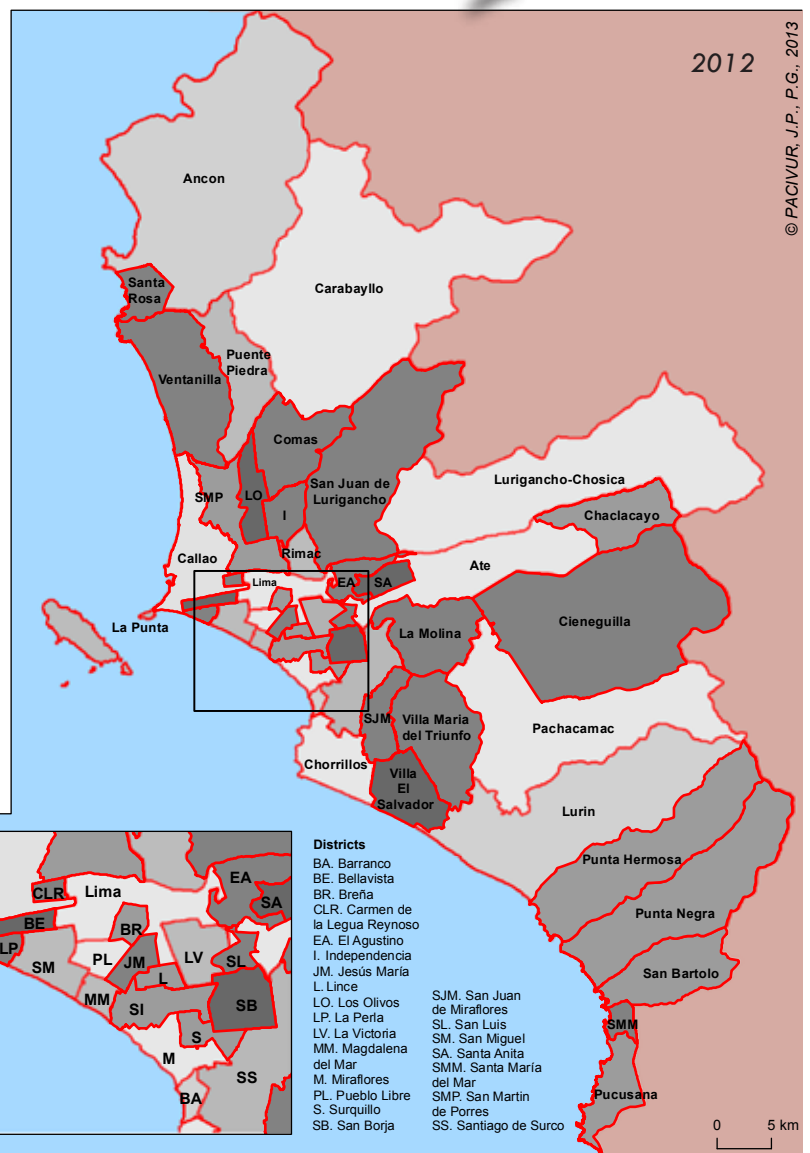 2012
© PACIVUR, J.P., P.G., 2013
Ancon
Carabayllo
Santa
Rosa
Puente
Piedra
Ventanilla
Comas
San Juan de
Lurigancho
Lurigancho-Chosica
SMP
LO
I
Chaclacayo
Callao
Rimac
Ate
Lima
EA
SA
Cieneguilla
La Punta
La Molina
SJM
Villa Maria
del Triunfo
Pachacamac
Chorrillos
Villa
El
Salvador
Lurin
Punta Hermosa
Punta Negra
San Bartolo
SMM
Pucusana
0 5 km
CLR
Lima
EA
SA
BE
BR
LP
SM
PL
JM
LV
SL
L
MM
SI
SB
S
M
SS
BA
Districts
BA. Barranco
BE. Bellavista
BR. Breña
CLR. Carmen de
la Legua Reynoso
EA. El Agustino
I. Independencia
JM. Jesús María
L. Lince
LO. Los Olivos
LP. La Perla
LV. La Victoria
MM. Magdalena
del Mar
M. Miraflores
PL. Pueblo Libre
S. Surquillo
SB. San Borja
SJM. San Juan
de Miraflores
SL. San Luis
SM. San Miguel
SA. Santa Anita
SMM. Santa María
del Mar
SMP. San Martin
de Porres
SS. Santiago de Surco